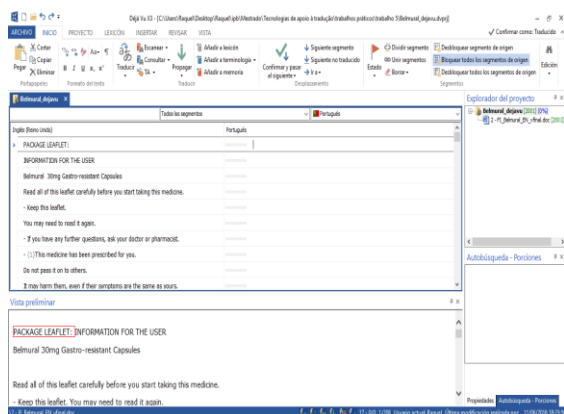 Déjà Vu X3 - [C:\Users\Raquel\Desktop\Raquel\ipb\Mestrado\Tecnologias de apoio à tradução\trabalhos práticos\trabalho 5\Belmural_dejavu.dvprj]
ARCHIVO INICIO PROYECTO LEXICÓN INSERTAR REVISAR VISTA
Confirmar como: Traducido
Pegar Cortar Copiar Eliminar
Traducir Escanear Consultar TA Propagar
Añadir a lexicón
Añadir a terminología
Añadir a memoria
Confirmar y pasar al siguiente
Siguiente segmento
Siguiente no traducido
Ir a
Estado
Dividir segmento
Unir segmentos
Borrar
Desbloquear segmento de origen
Bloquear todos los segmentos de origen
Desbloquear todos los segmentos de origen
Edición
Portapapeles Formato del texto Traducir Desplazamiento Segmentos
Belmural_dejavu
Todos los segmentos Portugués
Inglés (Reino Unido) Portugués
PACKAGE LEAFLET:
INFORMATION FOR THE USER
Belmural 30mg Gastro-resistant Capsules
Read all of this leaflet carefully before you start taking this medicine.
- Keep this leaflet.
You may need to read it again.
- If you have any further questions, ask your doctor or pharmacist.
- {1}This medicine has been prescribed for you.
Do not pass it on to others.
It may harm them, even if their symptoms are the same as yours.
Explorador del proyecto
Belmural_dejavu [2001] (0%)
Autobúsqueda - Porciones
Vista preliminar
PACKAGE LEAFLET: INFORMATION FOR THE USER
Belmural 30mg Gastro-resistant Capsules
Read all of this leaflet carefully before you start taking this medicine.
- Keep this leaflet. You may need to read it again.
Propiedades Autobúsqueda - Porciones